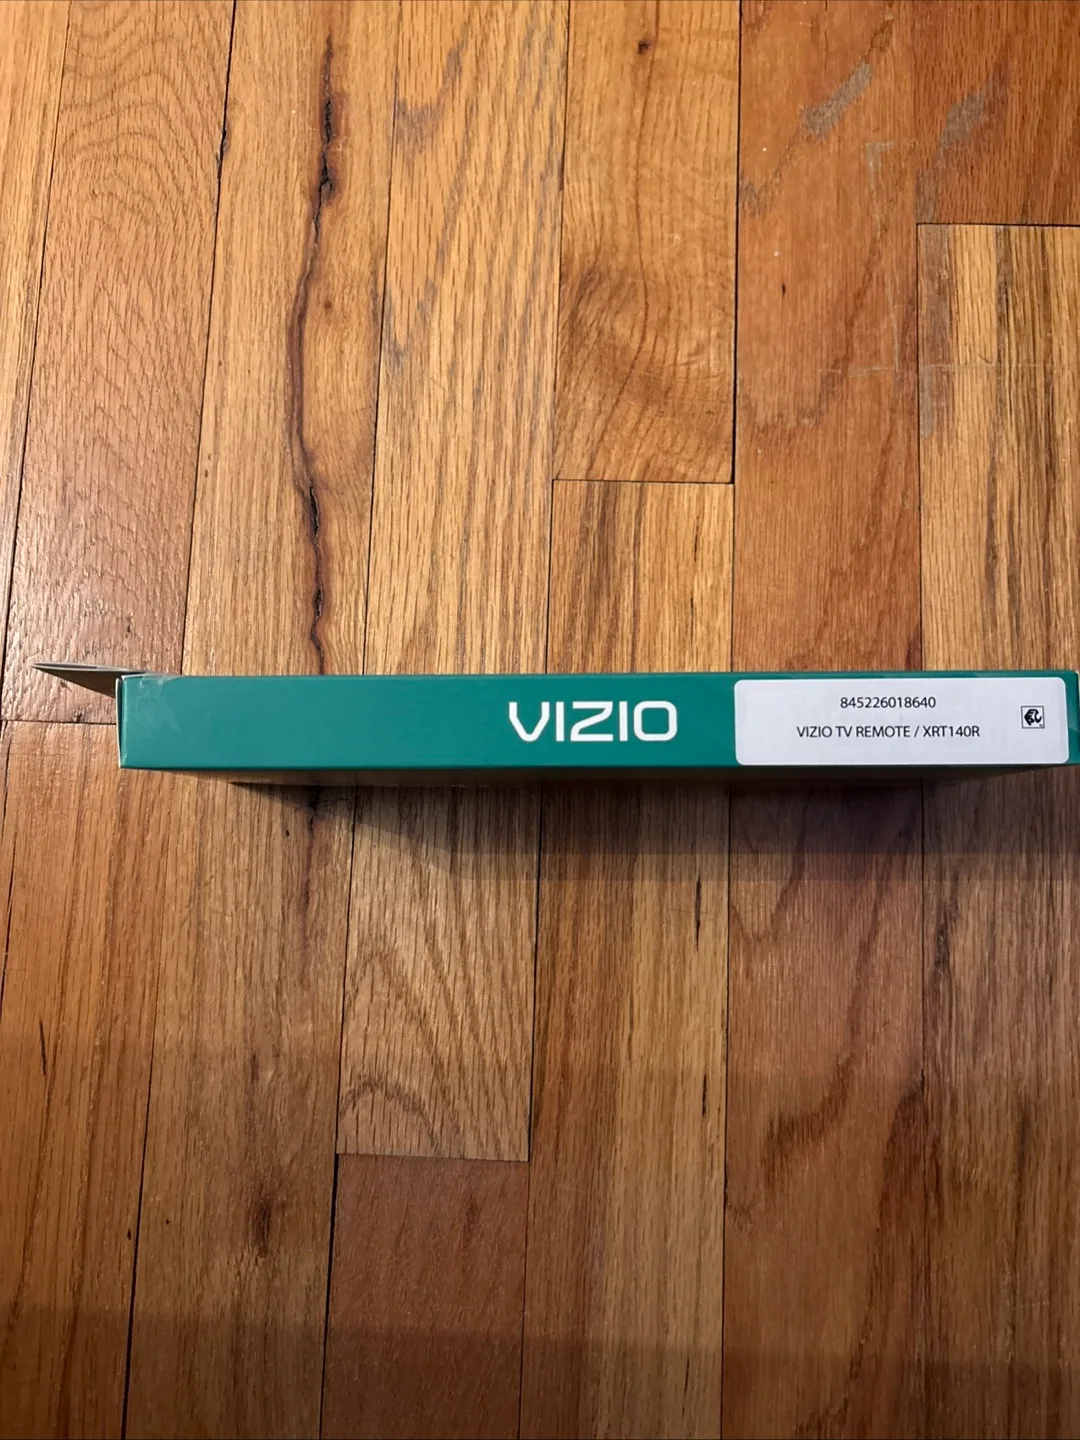 VIZIO
845226018640
VIZIO TV REMOTE / XRT140R